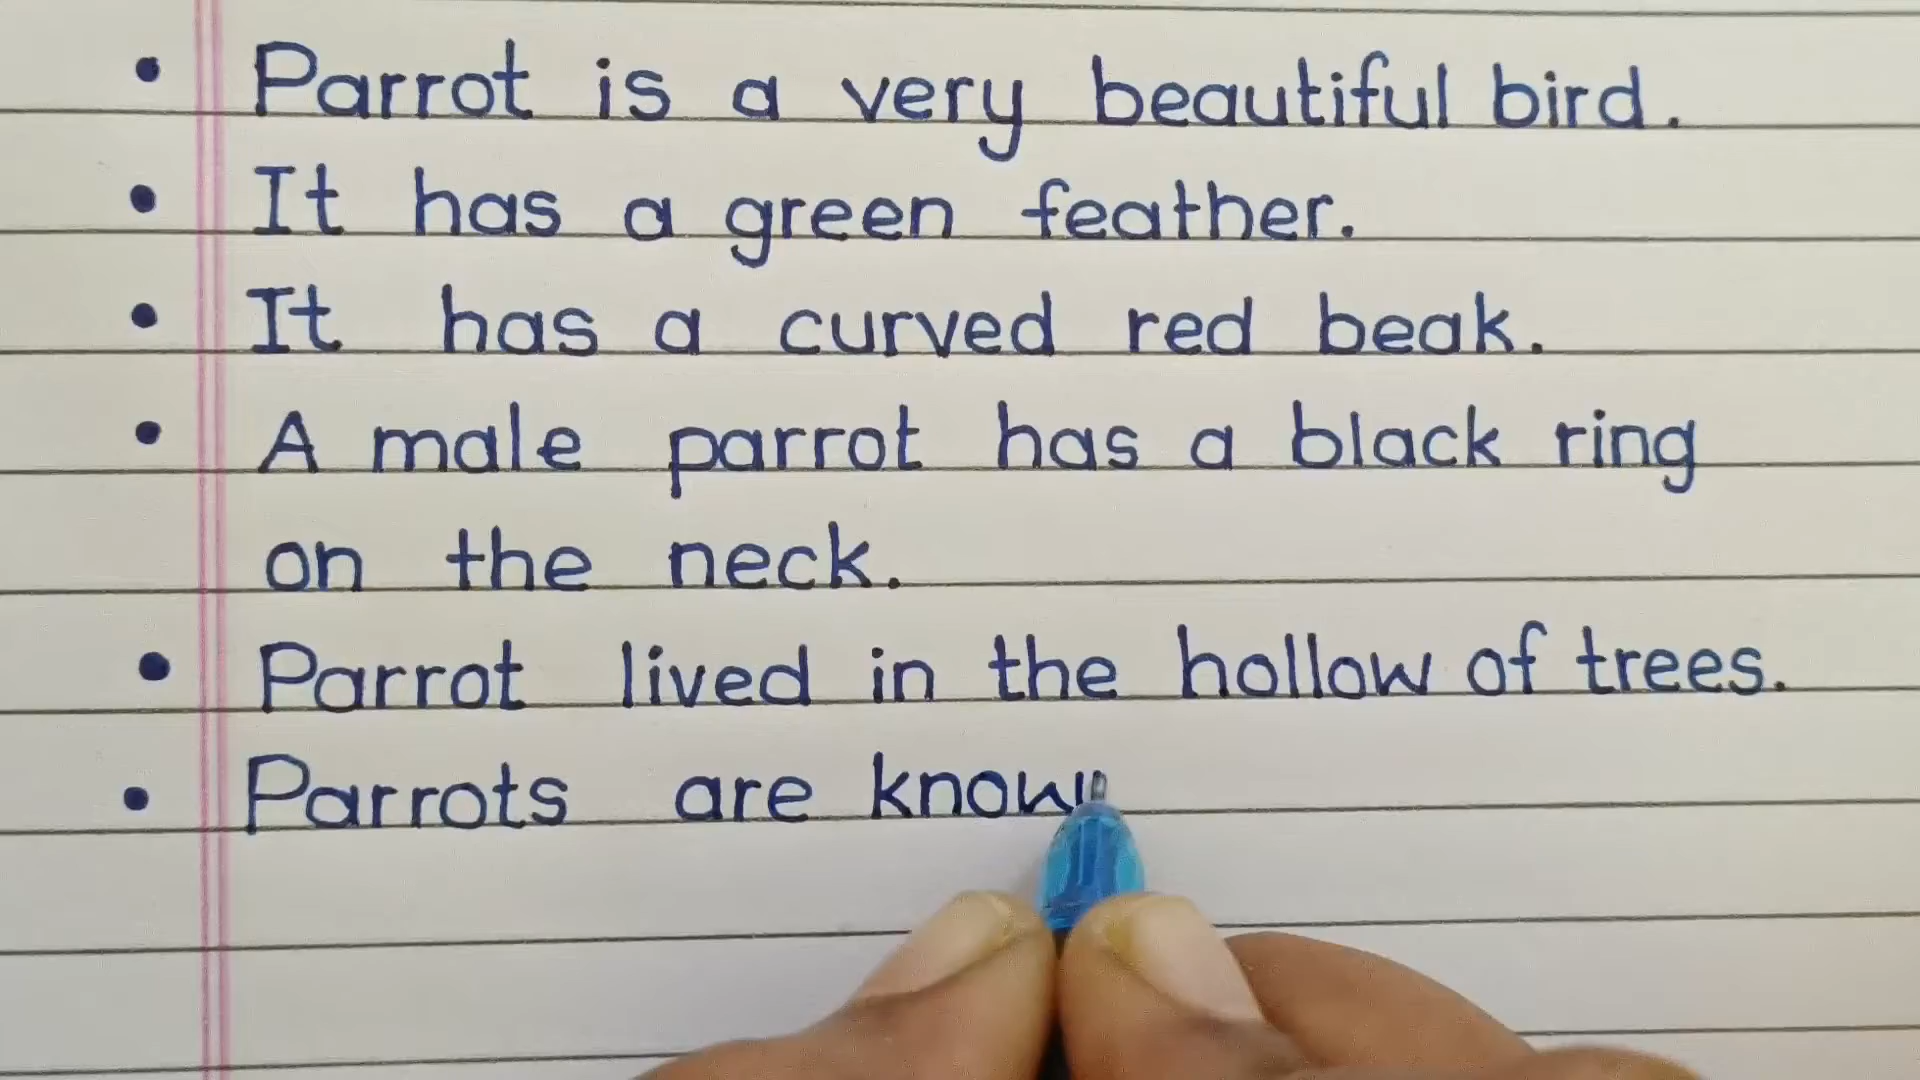 • Parrot is a very beautiful bird.
• It has a green feather.
• It has a curved red beak.
• A male parrot has a black ring
on the neck.
• Parrot lived in the hollow of trees.
• Parrots are know